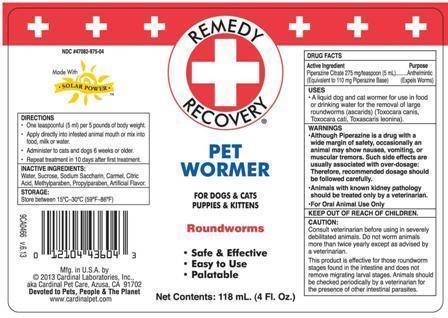 NDC #47082-875-04
Made With
SOLAR POWER
DIRECTIONS
• One teaspoonful (5 ml) per 5 pounds of body weight.
• Apply directly into infested animal mouth or mix into
food, milk or water.
• Administer to cats and dogs 6 weeks or older.
• Repeat treatment in 10 days after first treatment.
INACTIVE INGREDIENTS:
Water, Sucrose, Sodium Saccharin, Carmel, Citric
Acid, Methylparaben, Propylparaben, Artificial Flavor.
STORAGE:
Store between 15°C–30°C (59°F–86°F)
0 12104 43604 3
9CA0466 v.6.13
Mfg. in U.S.A. by
© 2013 Cardinal Laboratories, Inc.,
aka Cardinal Pet Care, Azusa, CA 91702
Devoted to Pets, People & The Planet
www.cardinalpet.com
REMEDY
RECOVERY®
PET
WORMER
FOR DOGS & CATS
PUPPIES & KITTENS
Roundworms
• Safe & Effective
• Easy to Use
• Palatable
Net Contents: 118 mL. (4 Fl. Oz.)
DRUG FACTS
Active Ingredient Purpose
Piperazine Citrate 275 mg/teaspoon (5 mL) Anthelmintic
(Equivalent to 110 mg Piperazine Base) (Expels Worms)
USES
• A liquid dog and cat wormer for use in food
or drinking water for the removal of large
roundworms (ascarids) (Toxocara canis,
Toxocara cati, Toxascaris leonina).
WARNINGS
•Although Piperazine is a drug with a
wide margin of safety, occasionally an
animal may show nausea, vomiting, or
muscular tremors. Such side effects are
usually associated with over-dosage:
Therefore, recommended dosage should
be followed carefully.
•Animals with known kidney pathology
should be treated only by a veterinarian.
•For Oral Animal Use Only
KEEP OUT OF REACH OF CHILDREN.
CAUTION:
Consult veterinarian before using in severely
debilitated animals. Do not worm animals
more than twice yearly except as advised by
a veterinarian.
This product is effective for those roundworm
stages found in the intestine and does not
remove migrating larval stages. Animals should
be checked periodically by a veterinarian for
the presence of other intestinal parasites.